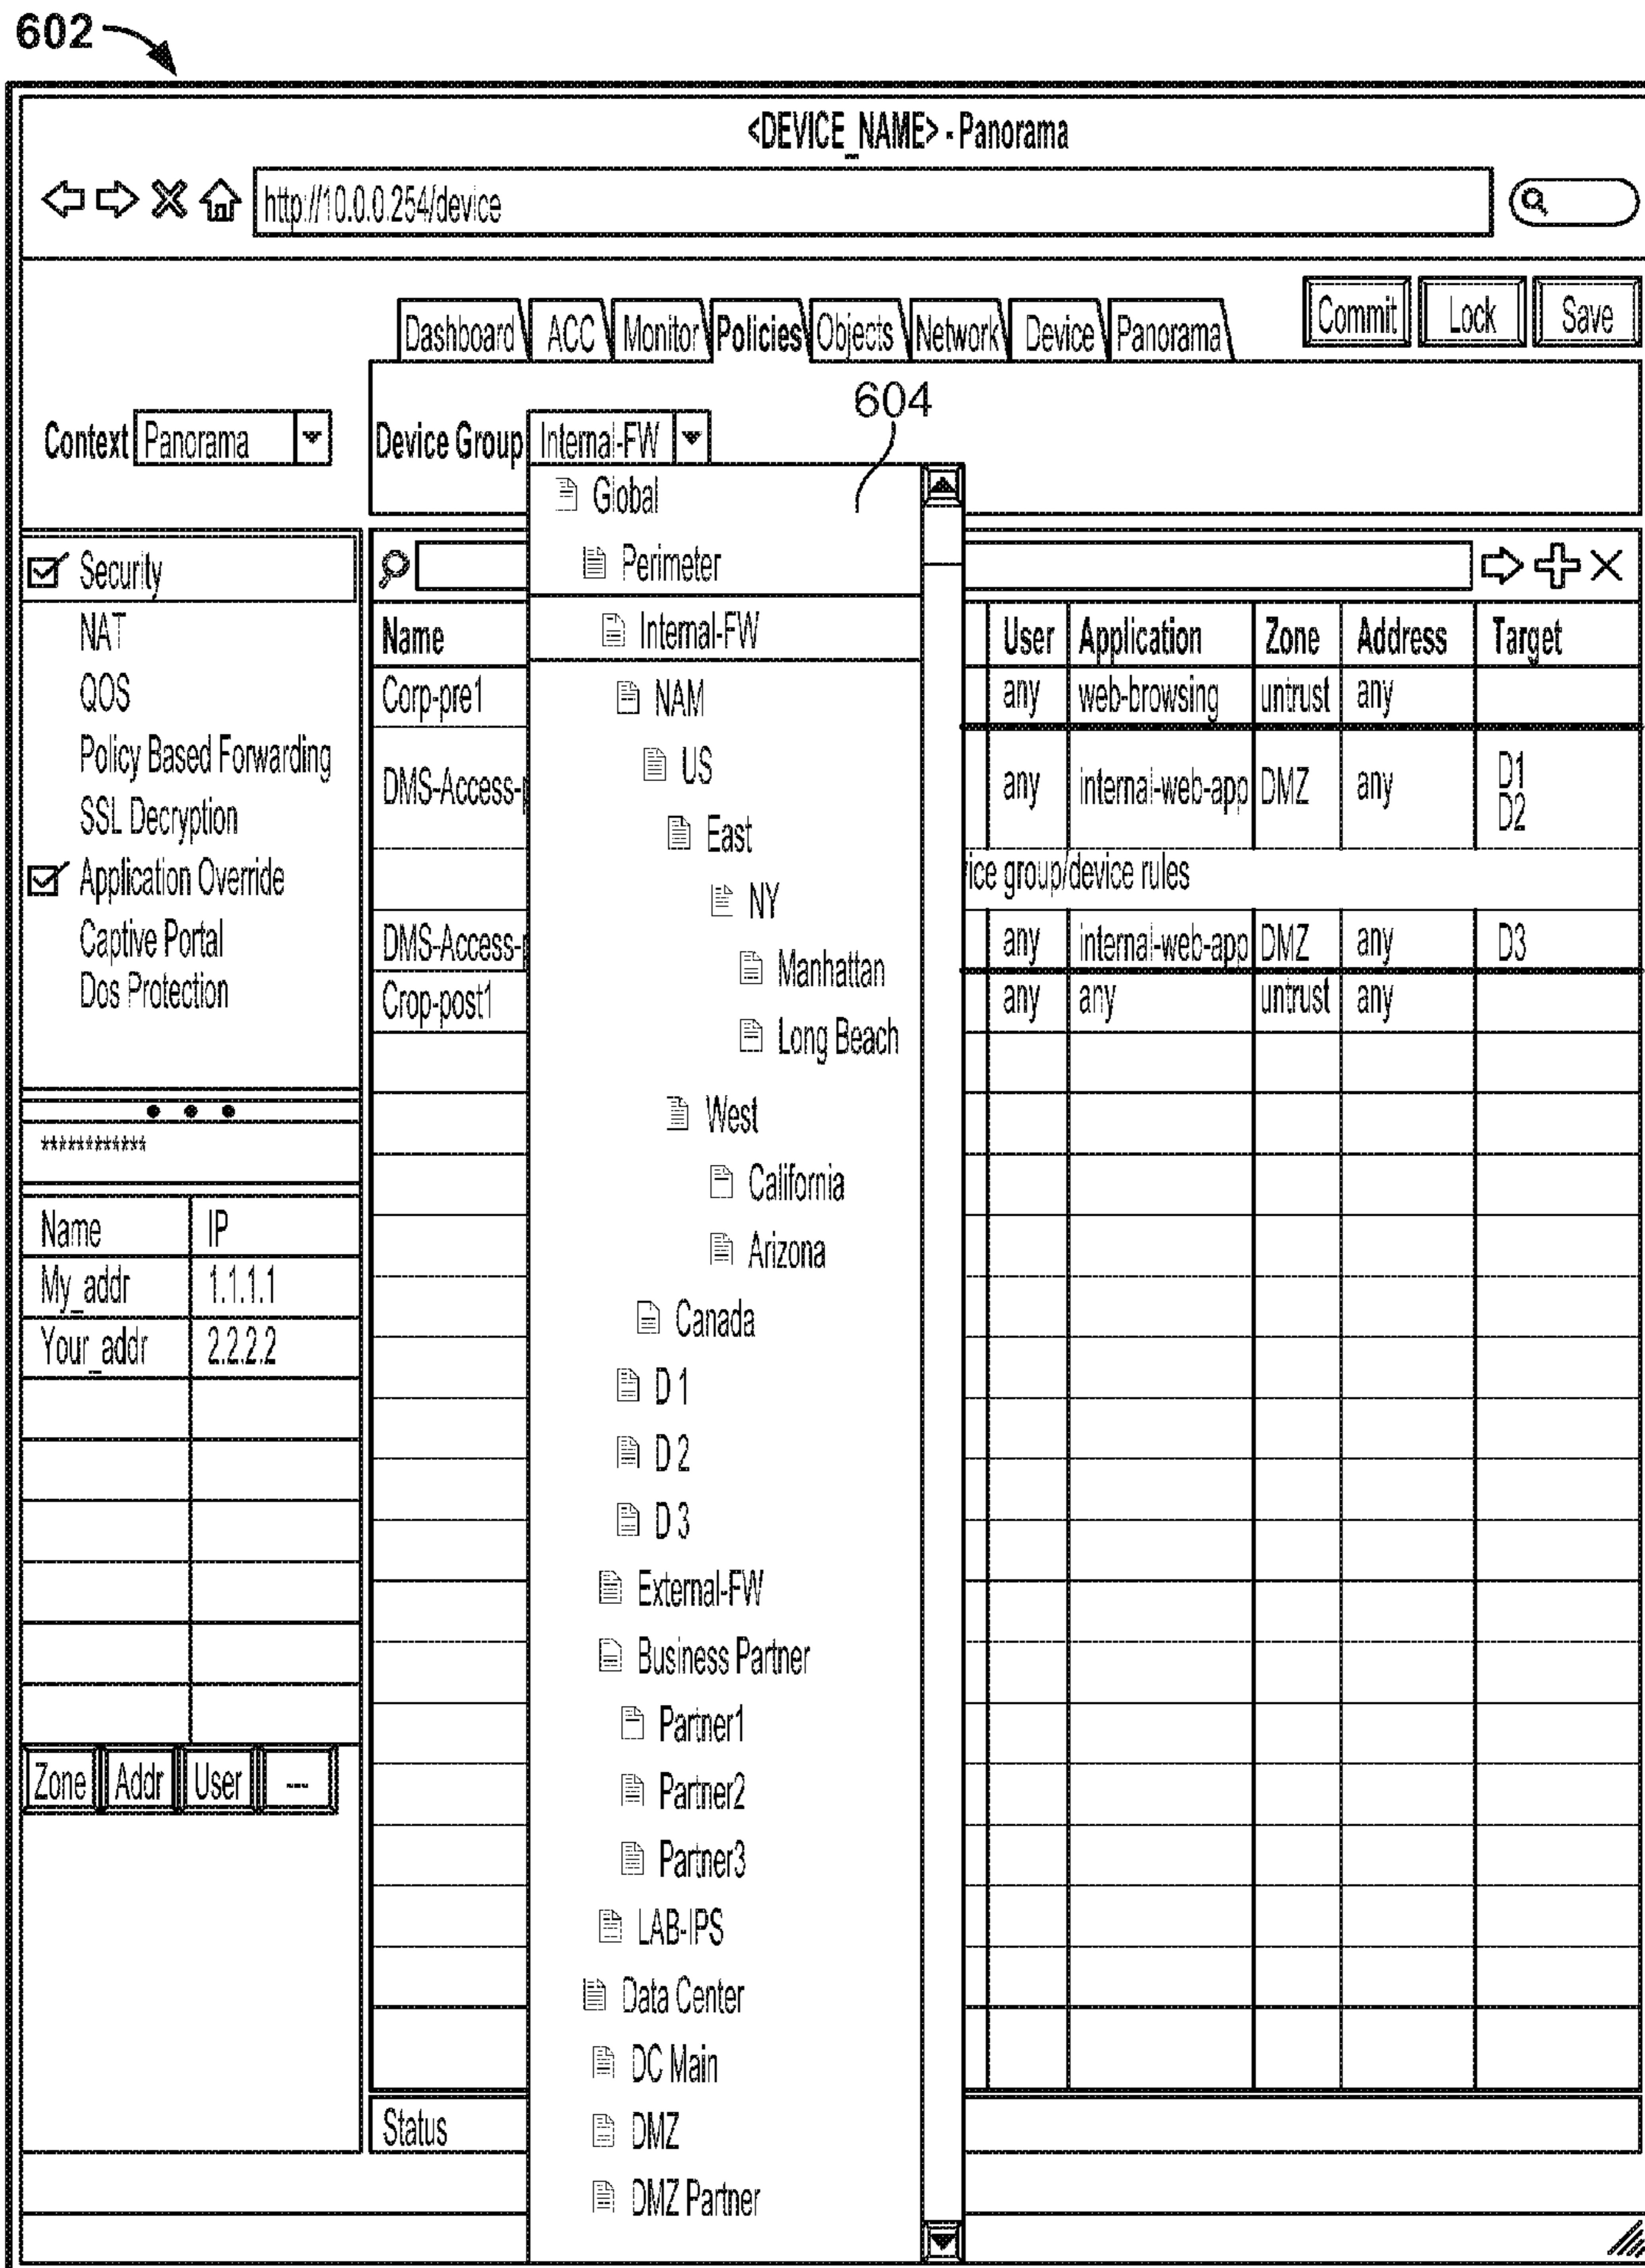 602
<DEVICE_NAME> - Panorama
http://10.0.0.254/device
Dashboard ACC Monitor Policies Objects Network Device Panorama Commit Lock Save
604
Context Panorama Device Group Internal-FW
Security
NAT
QOS
Policy Based Forwarding
SSL Decryption
Application Override
Captive Portal
Dos Protection
************
Name IP
My_addr 1.1.1.1
Your_addr 2.2.2.2
Zone Addr User ---
Global
Perimeter
Internal-FW
NAM
US
East
NY
Manhattan
Long Beach
West
California
Arizona
Canada
D1
D2
D3
External-FW
Business Partner
Partner1
Partner2
Partner3
LAB-IPS
Data Center
DC Main
DMZ
DMZ Partner
Name User Application Zone Address Target
Corp-pre1 any web-browsing untrust any
DMS-Access-p any internal-web-app DMZ any D1
D2
ice group/device rules
DMS-Access-p any internal-web-app DMZ any D3
Crop-post1 any any untrust any
Status